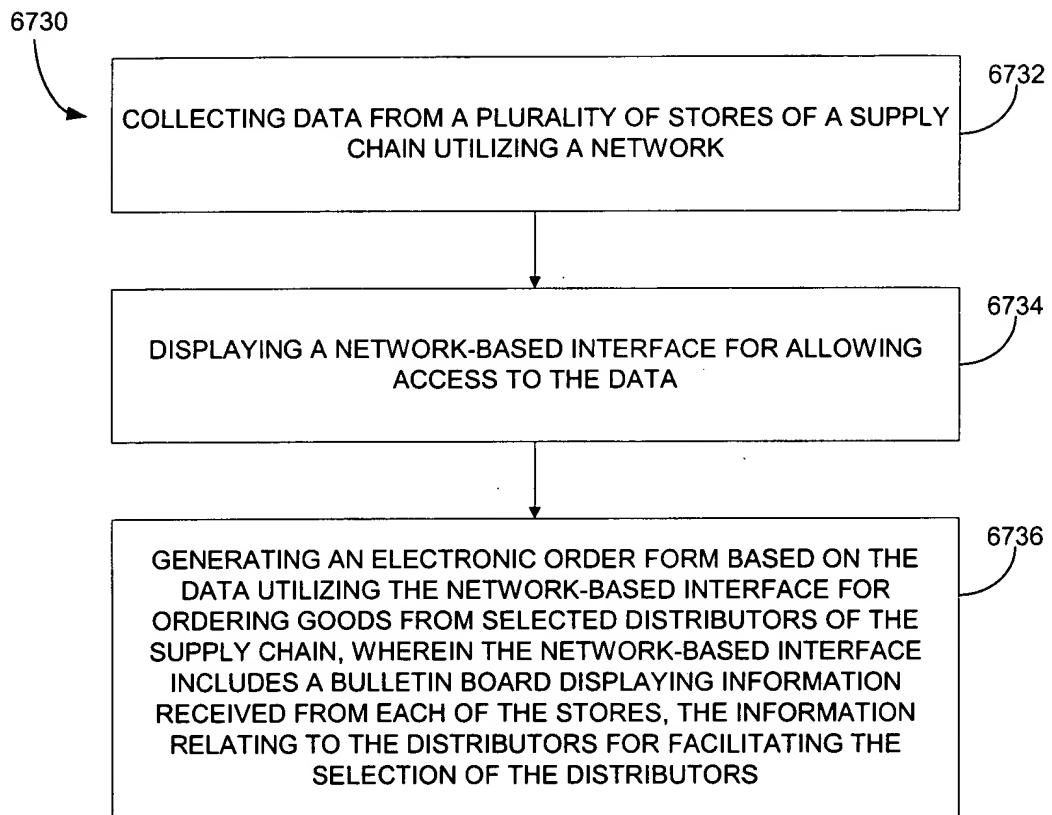 6730
6732
COLLECTING DATA FROM A PLURALITY OF STORES OF A SUPPLY
CHAIN UTILIZING A NETWORK
6734
DISPLAYING A NETWORK-BASED INTERFACE FOR ALLOWING
ACCESS TO THE DATA
6736
GENERATING AN ELECTRONIC ORDER FORM BASED ON THE
DATA UTILIZING THE NETWORK-BASED INTERFACE FOR
ORDERING GOODS FROM SELECTED DISTRIBUTORS OF THE
SUPPLY CHAIN, WHEREIN THE NETWORK-BASED INTERFACE
INCLUDES A BULLETIN BOARD DISPLAYING INFORMATION
RECEIVED FROM EACH OF THE STORES, THE INFORMATION
RELATING TO THE DISTRIBUTORS FOR FACILITATING THE
SELECTION OF THE DISTRIBUTORS